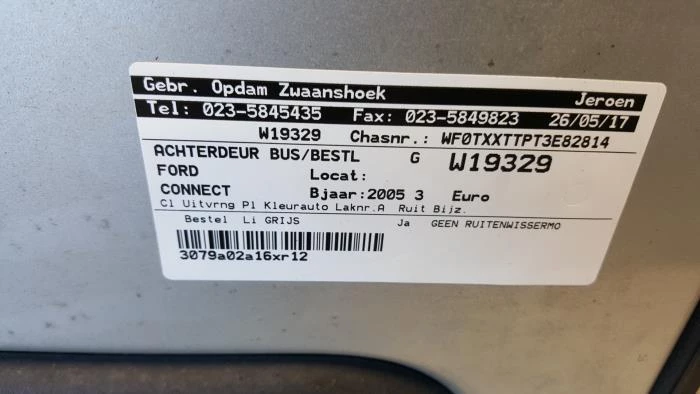 Gebr. Opdam Zwaanshoek Jeroen
Tel: 023-5845435 Fax: 023-5849823 26/05/17
W19329 Chasnr.: WF0TXXTTPT3E82814
ACHTERDEUR BUS/BESTL G W19329
FORD Locat:
CONNECT Bjaar:2005 3 Euro
Cl Uitvrng Pl Kleurauto Laknr.A Ruit Bijz.
Bestel Li GRIJS Ja GEEN RUITENWISSERMO
3079a02a16xr12